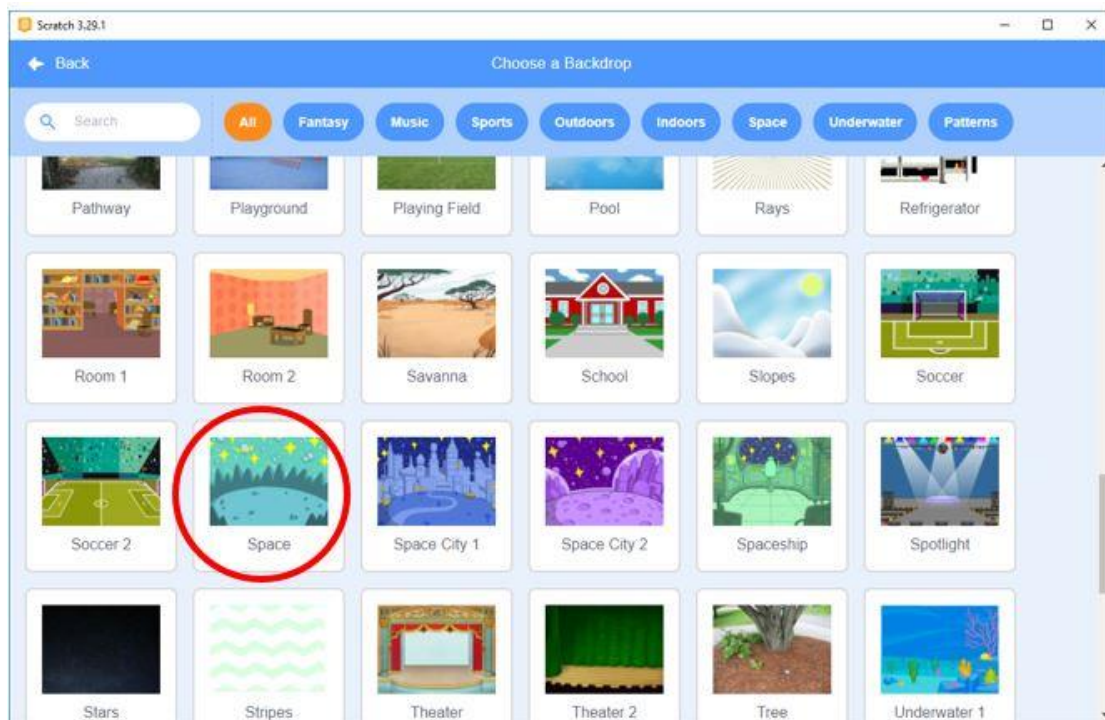 Scratch 3.29.1
Back
Choose a Backdrop
Search
All
Fantasy
Music
Sports
Outdoors
Indoors
Space
Underwater
Patterns
Pathway
Playground
Playing Field
Pool
Rays
Refrigerator
Room 1
Room 2
Savanna
School
Slopes
Soccer
Soccer 2
Space
Space City 1
Space City 2
Spaceship
Spotlight
Stars
Stripes
Theater
Theater 2
Tree
Underwater 1